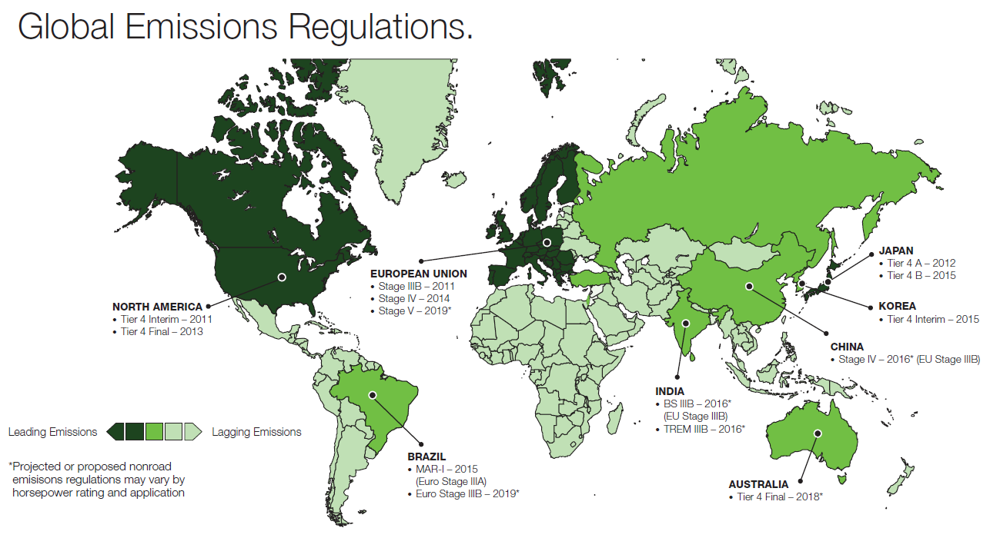 Global Emissions Regulations.
JAPAN
• Tier 4 A – 2012
• Tier 4 B – 2015
EUROPEAN UNION
• Stage IIIB – 2011
• Stage IV – 2014
• Stage V – 2019*
NORTH AMERICA
• Tier 4 Interim – 2011
• Tier 4 Final – 2013
KOREA
• Tier 4 Interim – 2015
CHINA
• Stage IV – 2016* (EU Stage IIIB)
INDIA
• BS IIIB – 2016*
(EU Stage IIIB)
• TREM IIIB – 2016*
Leading Emissions
Lagging Emissions
BRAZIL
• MAR-I – 2015
(Euro Stage IIIA)
• Euro Stage IIIB – 2019*
*Projected or proposed nonroad
emisisons regulations may vary by
horsepower rating and application
AUSTRALIA
• Tier 4 Final – 2018*